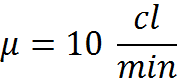 μ = 10 cl/min